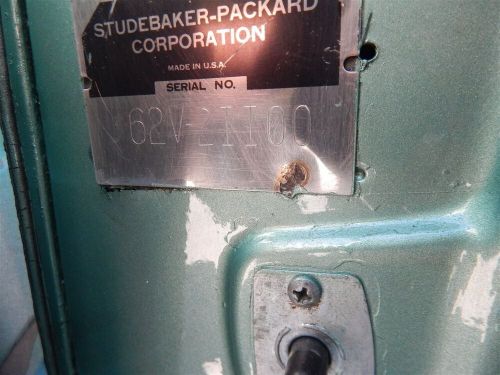 STUDEBAKER-PACKARD
CORPORATION
MADE IN U.S.A.
SERIAL NO.
62V-21100